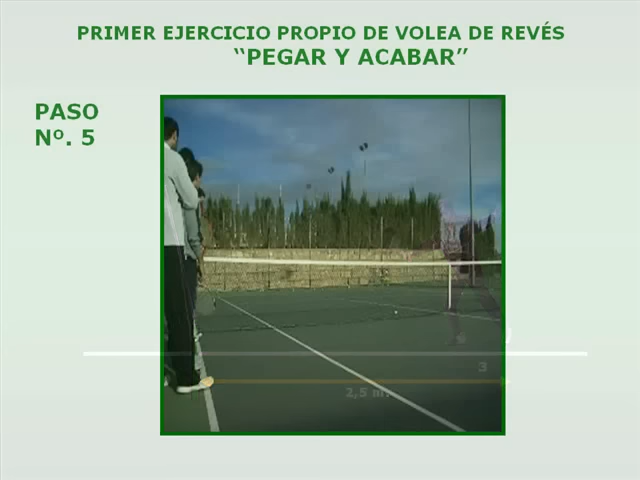 PRIMER EJERCICIO PROPIO DE VOLEA DE REVÉS
“PEGAR Y ACABAR”
PASO
Nº. 5
3
2,5 m.